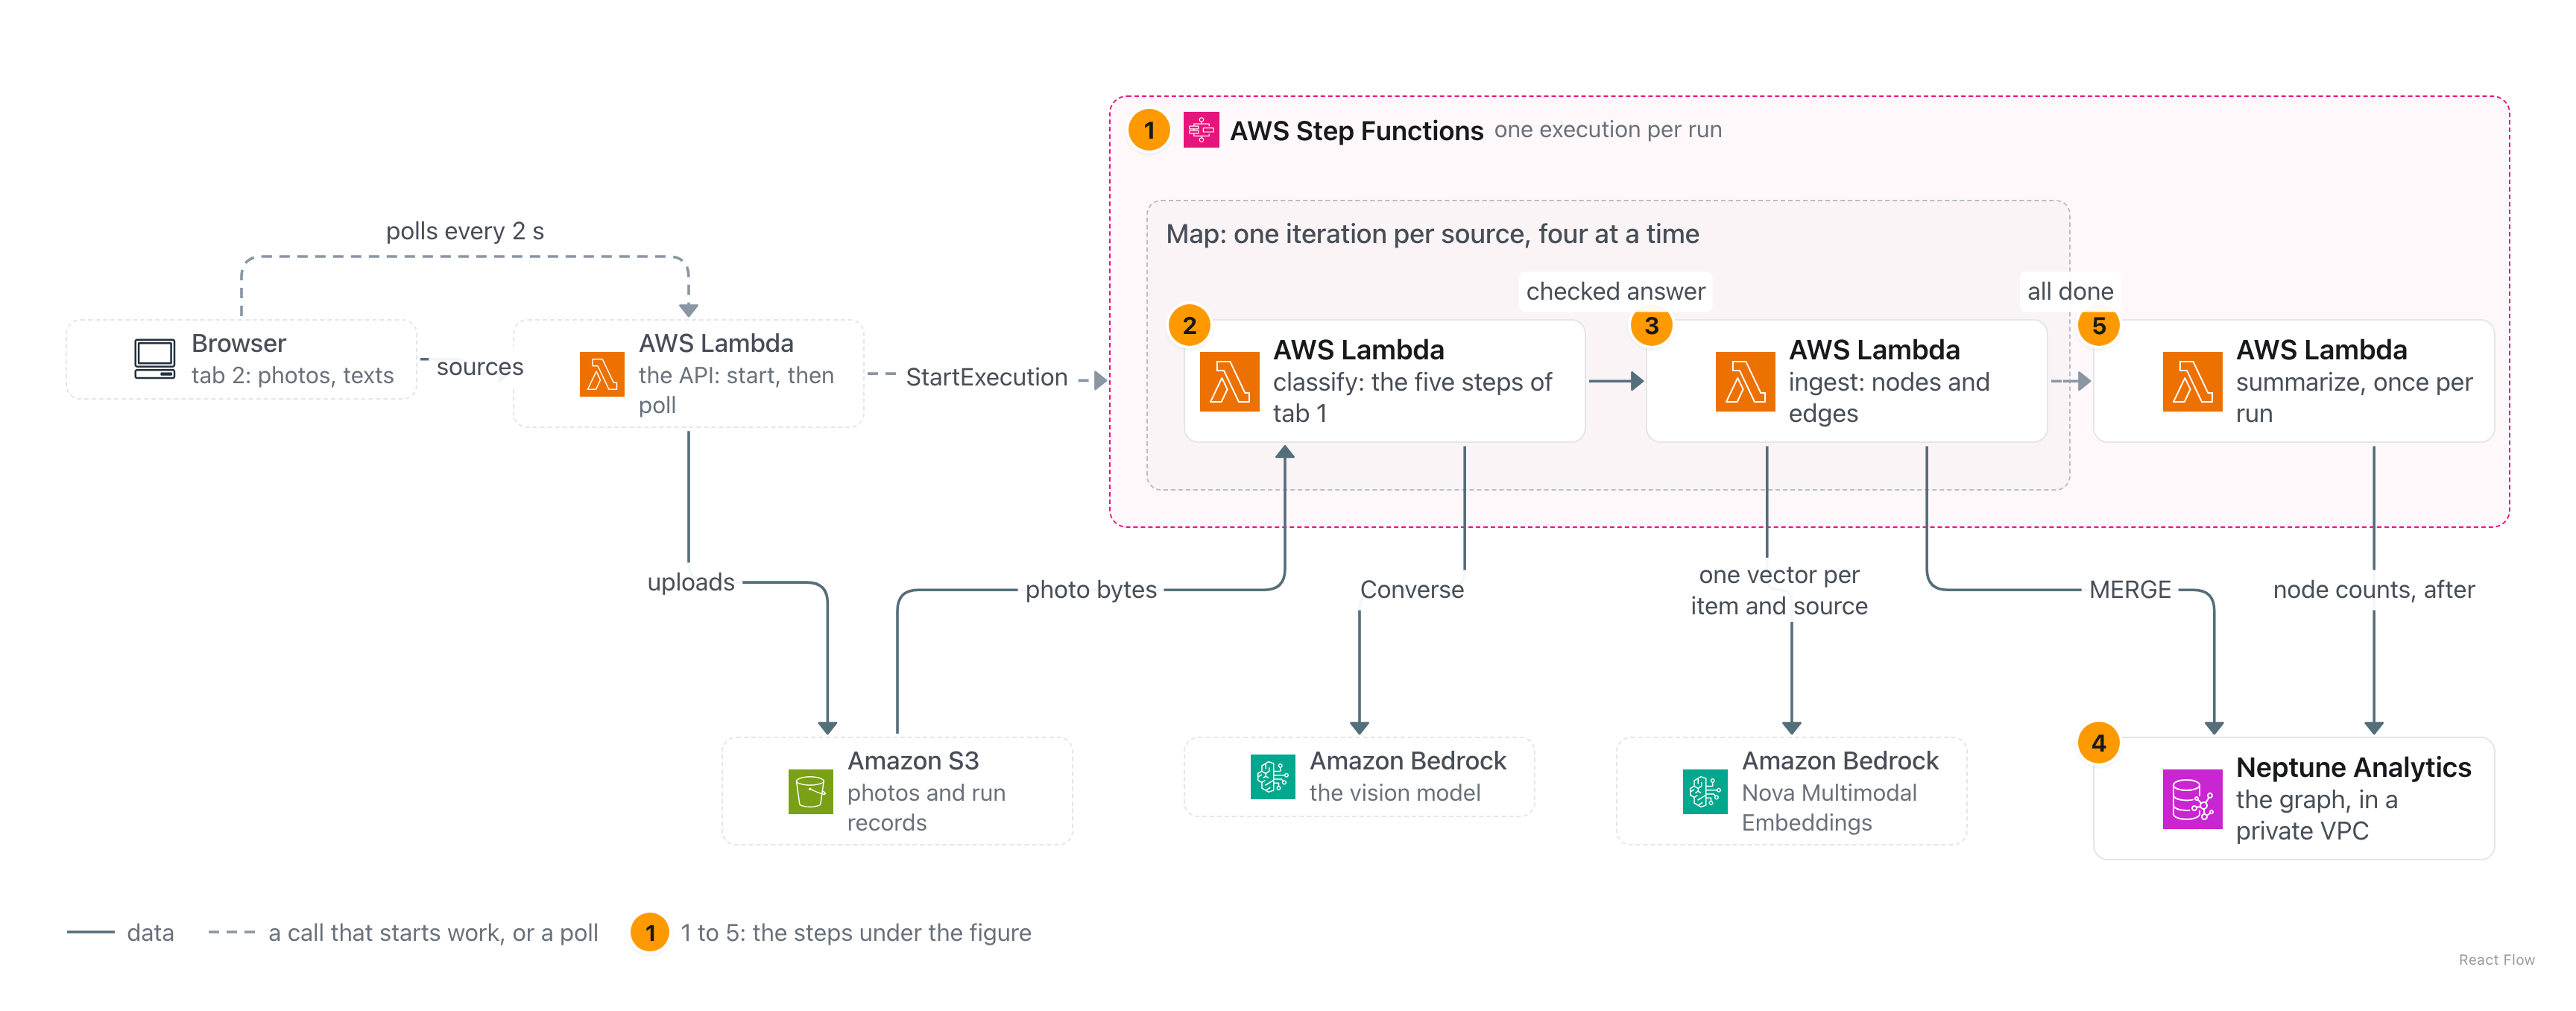 1
AWS Step Functions one execution per run
Map: one iteration per source, four at a time
polls every 2 s
checked answer
all done
Browser
tab 2: photos, texts
sources
AWS Lambda
the API: start, then
poll
StartExecution
2
AWS Lambda
classify: the five steps of
tab 1
3
AWS Lambda
ingest: nodes and
edges
5
AWS Lambda
summarize, once per
run
uploads
photo bytes
Converse
one vector per
item and source
MERGE
node counts, after
Amazon S3
photos and run
records
Amazon Bedrock
the vision model
Amazon Bedrock
Nova Multimodal
Embeddings
4
Neptune Analytics
the graph, in a
private VPC
data
a call that starts work, or a poll
1
1 to 5: the steps under the figure
React Flow